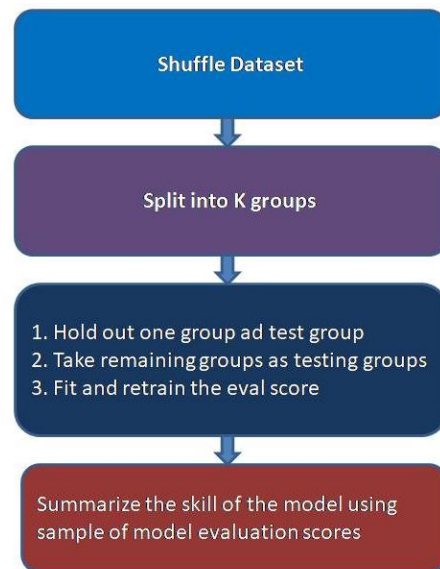 Shuffle Dataset
Split into K groups
1. Hold out one group ad test group
2. Take remaining groups as testing groups
3. Fit and retrain the eval score
Summarize the skill of the model using
sample of model evaluation scores